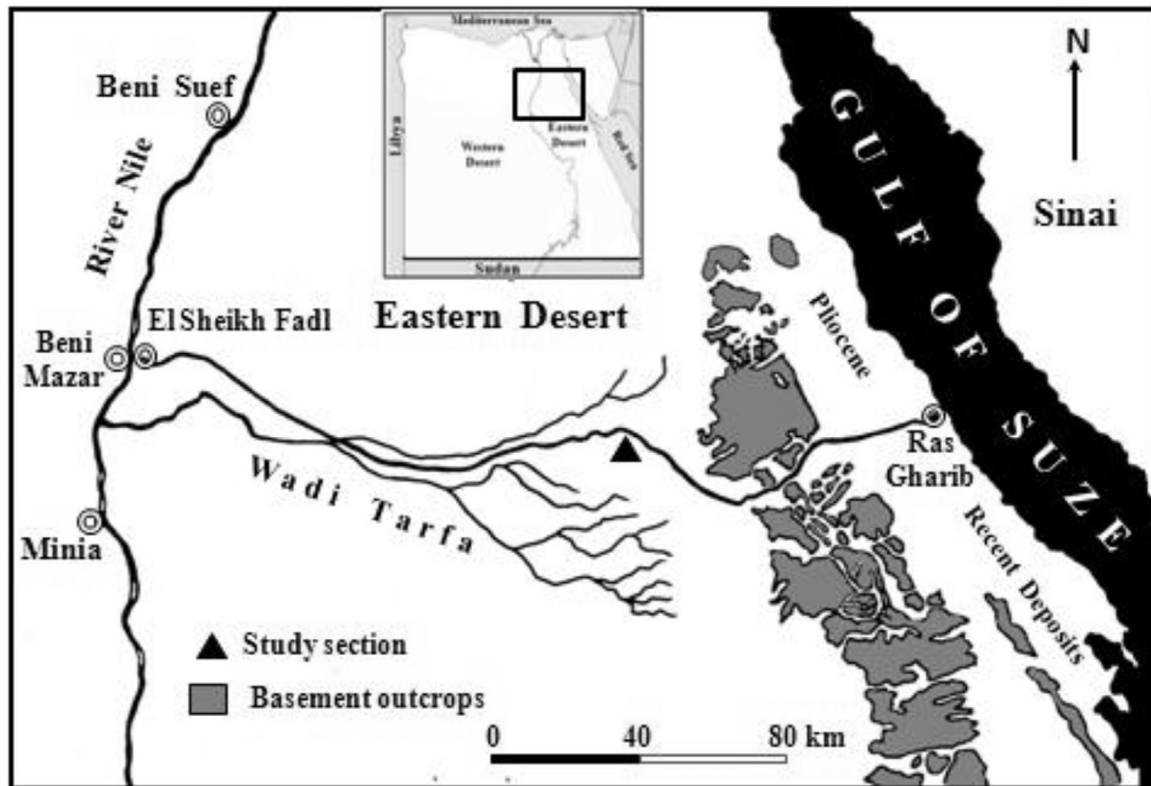 Mediterranean Sea
Libya
Western
Desert
Eastern
Desert
Red Sea
Sudan
N
Beni Suef
River Nile
GULF OF SUZE
Sinai
El Sheikh Fadl
Eastern Desert
Beni
Mazar
Pliocene
Ras
Gharib
Wadi Tarfa
Minia
Recent Deposits
Study section
Basement outcrops
0 40 80 km